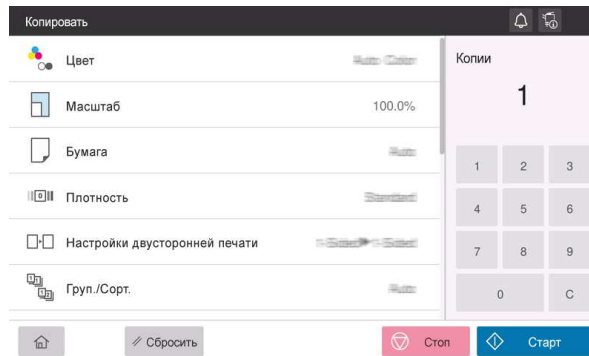 Копировать
Цвет
Масштаб 100.0%
Бумага
Плотность
Настройки двусторонней печати
Груп./Сорт.
Копии
1
1 2 3
4 5 6
7 8 9
0 C
Сбросить
Стоп
Старт